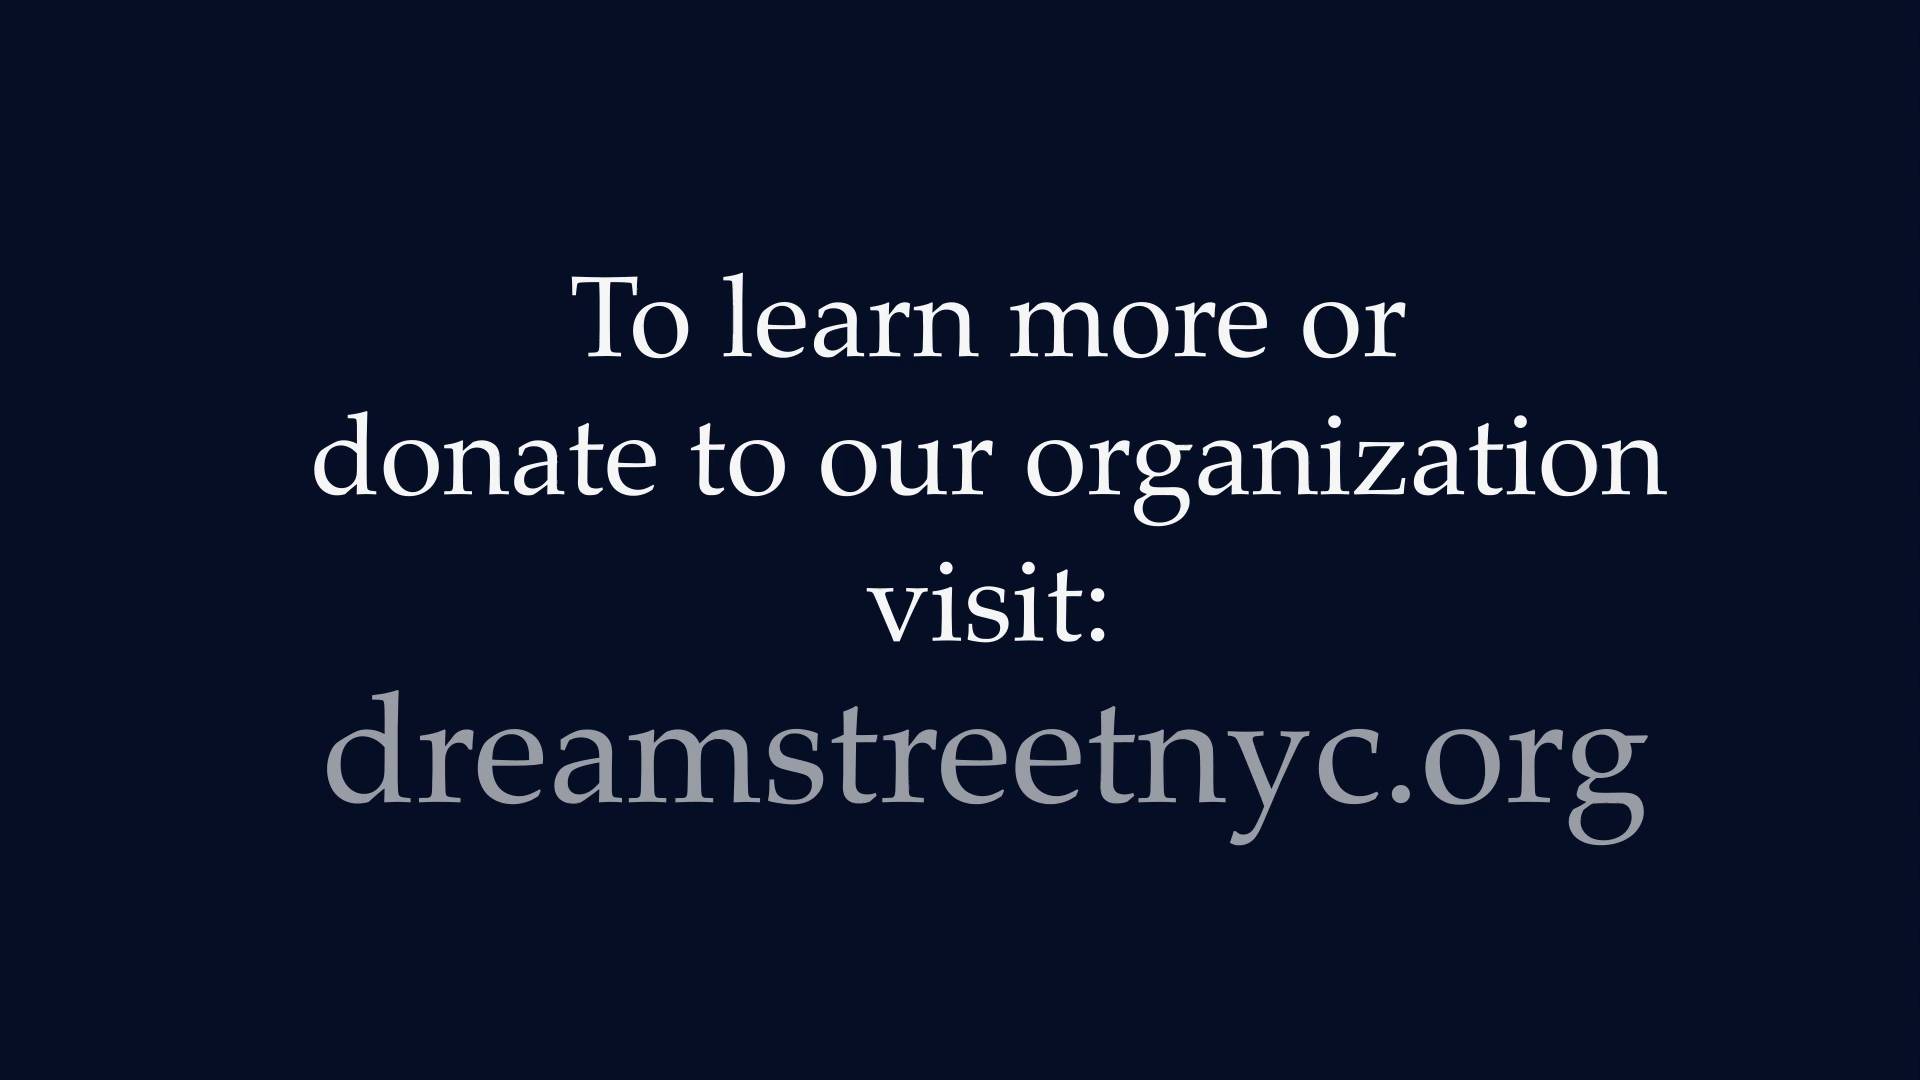 To learn more or
donate to our organization
visit:
dreamstreetnyc.org